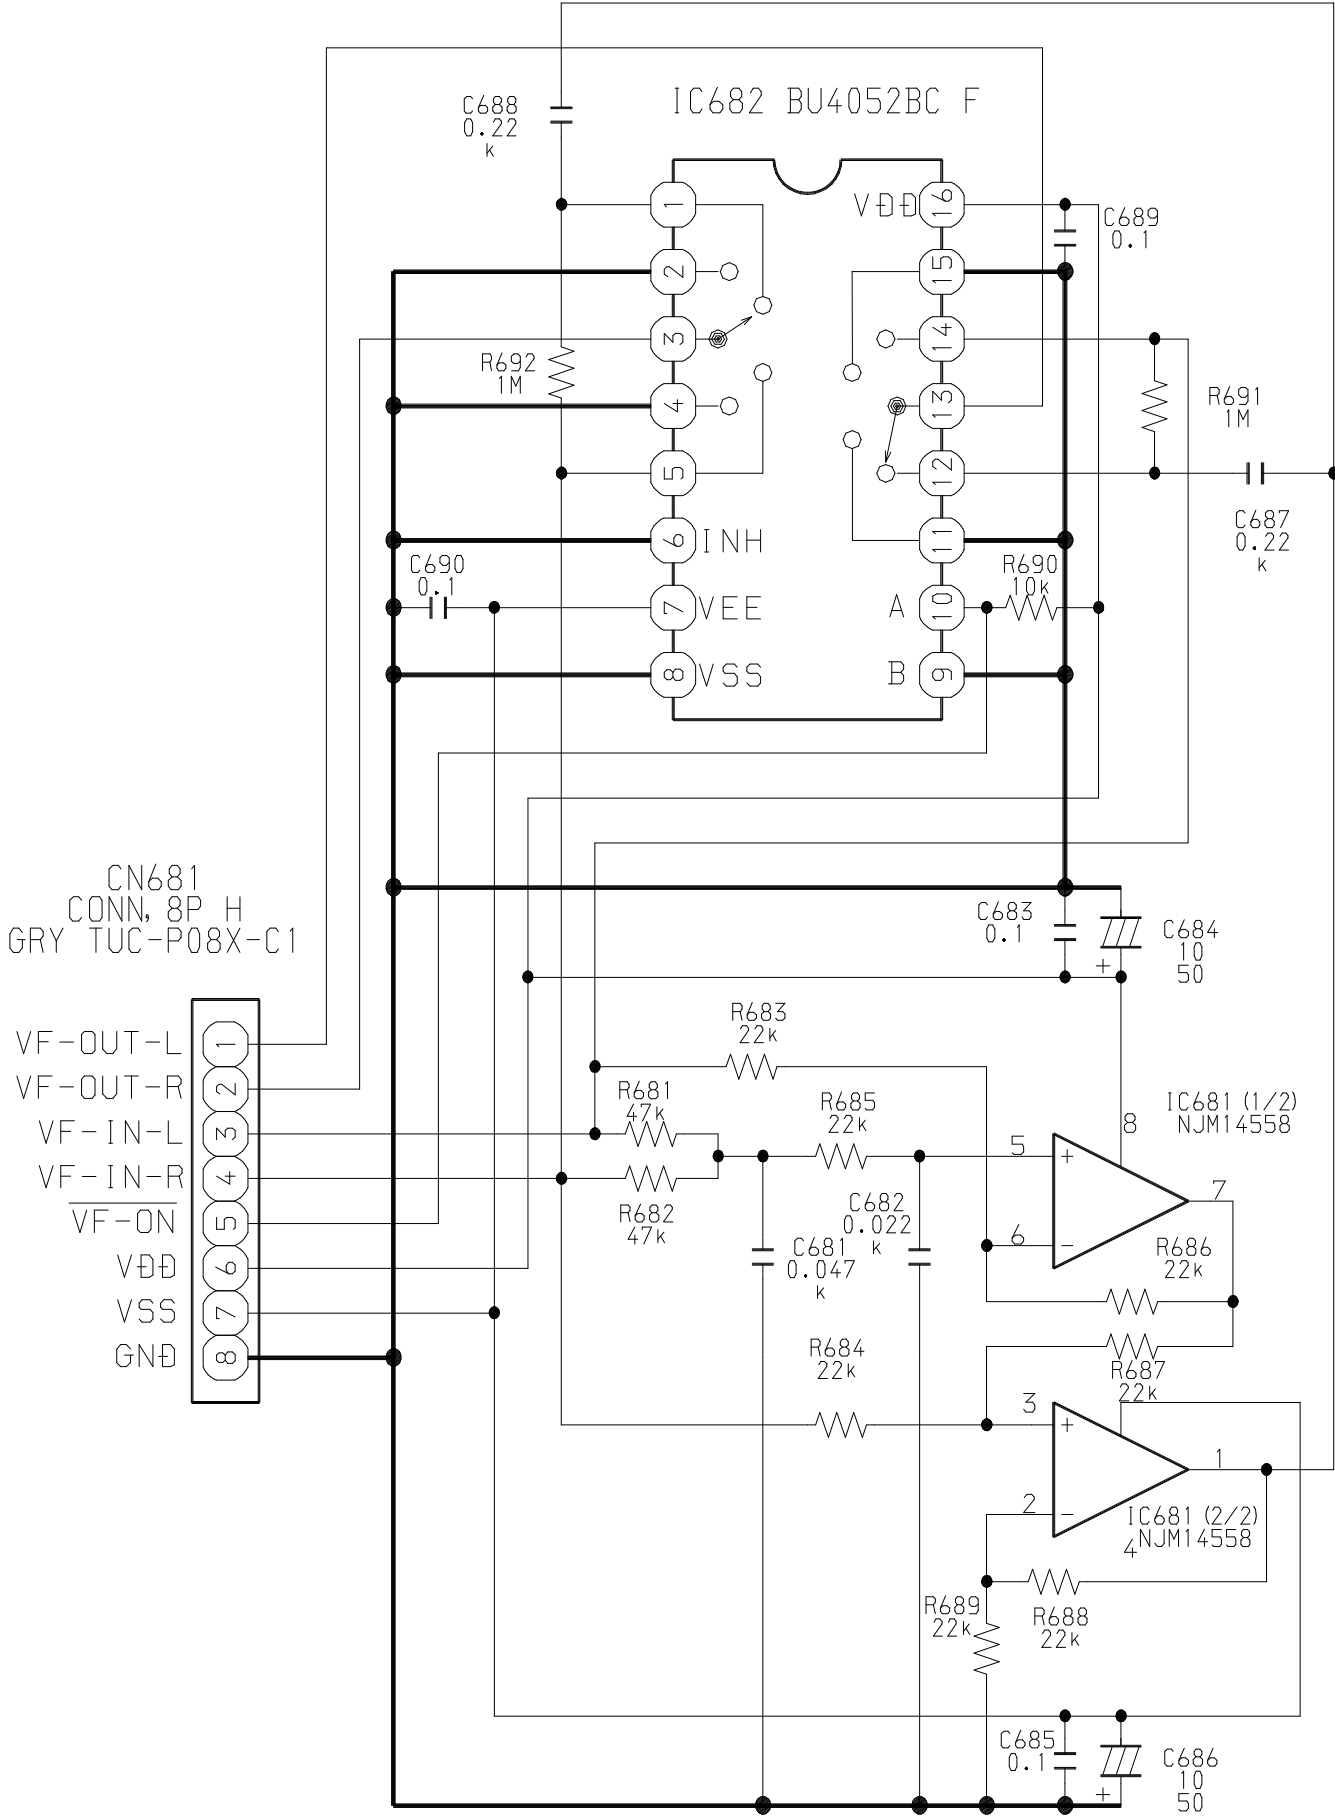 C688
0.22
k
IC682 BU4052BC F
1
2
3
4
5
6
7
8
INH
VEE
VSS
VDD
16
15
14
13
12
11
10
9
A
B
C689
0.1
R692
1M
R691
1M
C687
0.22
k
C690
0.1
R690
10k
CN681
CONN, 8P H
GRY TUC-P08X-C1
VF-OUT-L 1
VF-OUT-R 2
VF-IN-L 3
VF-IN-R 4
VF-ON 5
VDD 6
VSS 7
GND 8
C683
0.1
+
C684
10
50
R683
22k
R681
47k
R682
47k
R685
22k
C681
0.047
k
C682
0.022
k
5
+
6
-
8
7
IC681 (1/2)
NJM14558
R686
22k
R687
22k
R684
22k
3
+
2
-
1
IC681 (2/2)
NJM14558
4
R689
22k
R688
22k
C685
0.1
+
C686
10
50